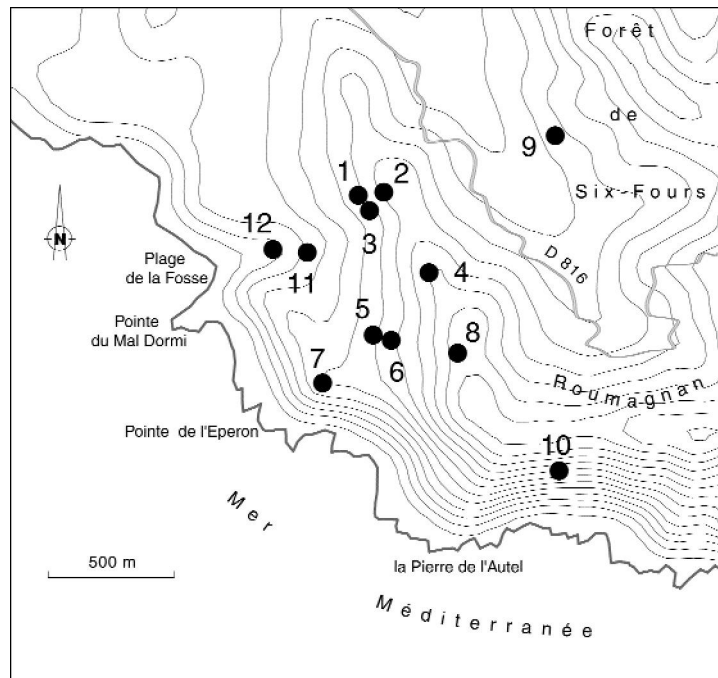 Forêt
de
9
Six-Fours
1
2
3
12
11
N
D 816
Plage
de la Fosse
4
Pointe
du Mal Dormi
5
6
8
7
Roumagnan
Pointe de l'Eperon
10
Mer
500 m
la Pierre de l'Autel
Méditerranée